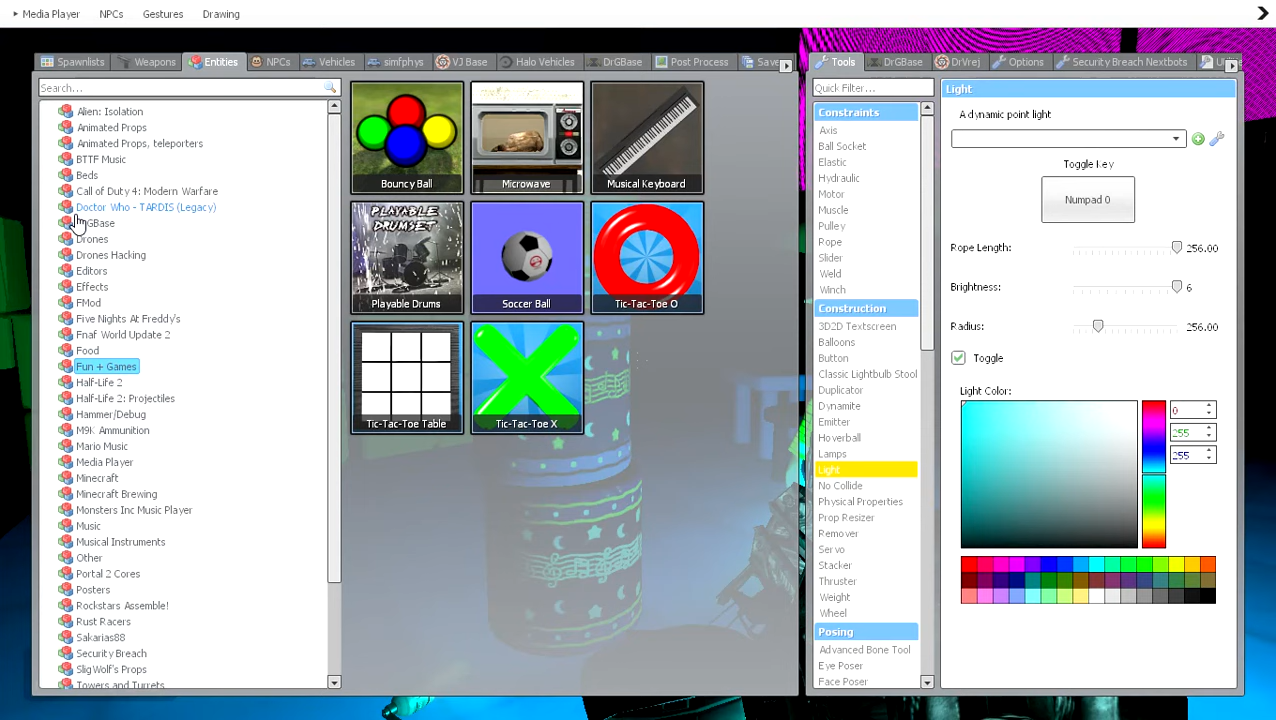 Media Player NPCs Gestures Drawing
Spawnlists Weapons Entities NPCs Vehicles simfphys VJ Base Halo Vehicles DrGBase Post Process Save
Search...
Alien: Isolation
Animated Props
Animated Props, teleporters
BTTF Music
Beds
Call of Duty 4: Modern Warfare
Doctor Who - TARDIS (Legacy)
Drones
Drones Hacking
Editors
Effects
FMod
Five Nights At Freddy's
Fnaf World Update 2
Food
Fun + Games
Half-Life 2
Half-Life 2: Projectiles
Hammer/Debug
M9K Ammunition
Mario Music
Media Player
Minecraft
Minecraft Brewing
Monsters Inc Music Player
Music
Musical Instruments
Other
Portal 2 Cores
Posters
Rockstars Assemble!
Rust Racers
Sakarias88
Security Breach
SligWolf's Props
Towers and Turrets
Bouncy Ball
Microwave
Musical Keyboard
PLAYABLE
DRUMSET
Playable Drums
Soccer Ball
Tic-Tac-Toe O
Tic-Tac-Toe Table
Tic-Tac-Toe X
Tools DrGBase DrVrej Options Security Breach Nextbots
Quick Filter...
Constraints
Axis
Ball Socket
Elastic
Hydraulic
Motor
Muscle
Pulley
Rope
Slider
Weld
Winch
Construction
3D2D Textscreen
Balloons
Button
Classic Lightbulb Stool
Duplicator
Dynamite
Emitter
Hoverball
Lamps
Light
No Collide
Physical Properties
Prop Resizer
Remover
Servo
Stacker
Thruster
Weight
Wheel
Posing
Advanced Bone Tool
Eye Poser
Face Poser
Light
A dynamic point light
Toggle Key
Numpad 0
Rope Length: 256.00
Brightness: 6
Radius: 256.00
Toggle
Light Color:
0
255
255